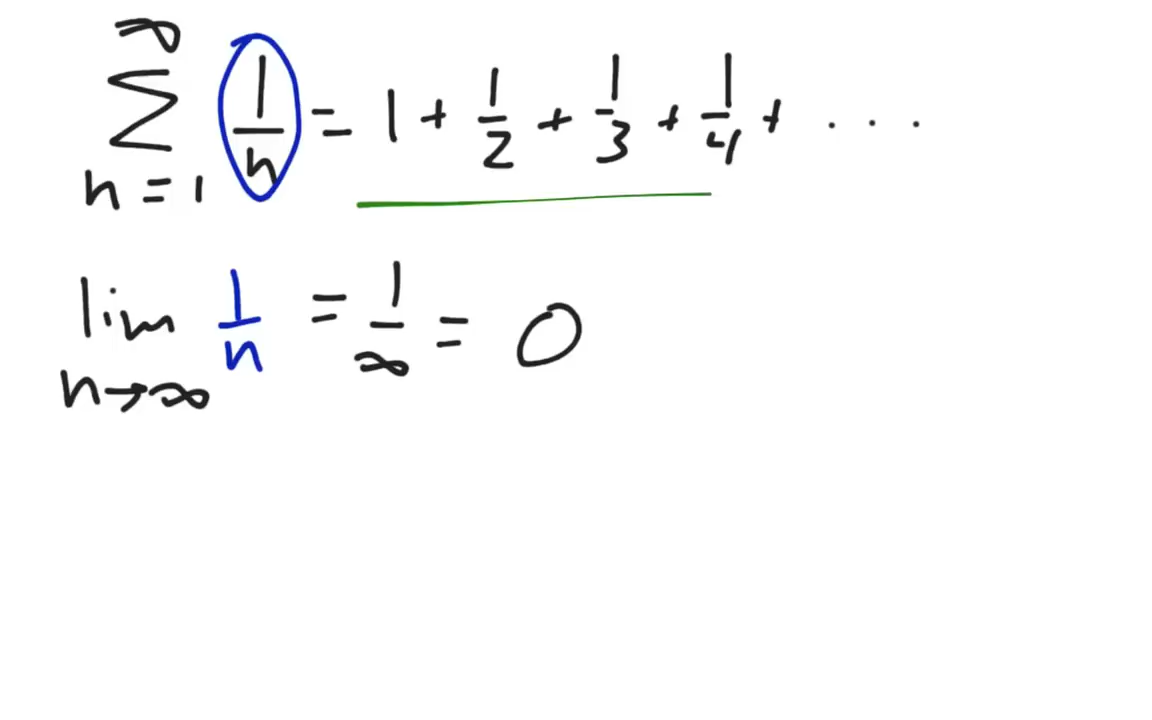 ∞
∑ 1/n = 1 + 1/2 + 1/3 + 1/4 + . . .
n = 1
lim 1/n = 1/∞ = 0
n→∞